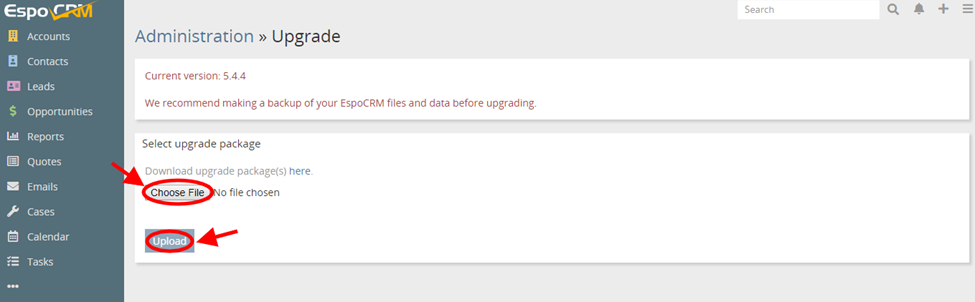 EspoCRM
Search
Accounts
Contacts
Leads
Opportunities
Reports
Quotes
Emails
Cases
Calendar
Tasks
Administration » Upgrade
Current version: 5.4.4
We recommend making a backup of your EspoCRM files and data before upgrading.
Select upgrade package
Download upgrade package(s) here.
Choose File No file chosen
Upload